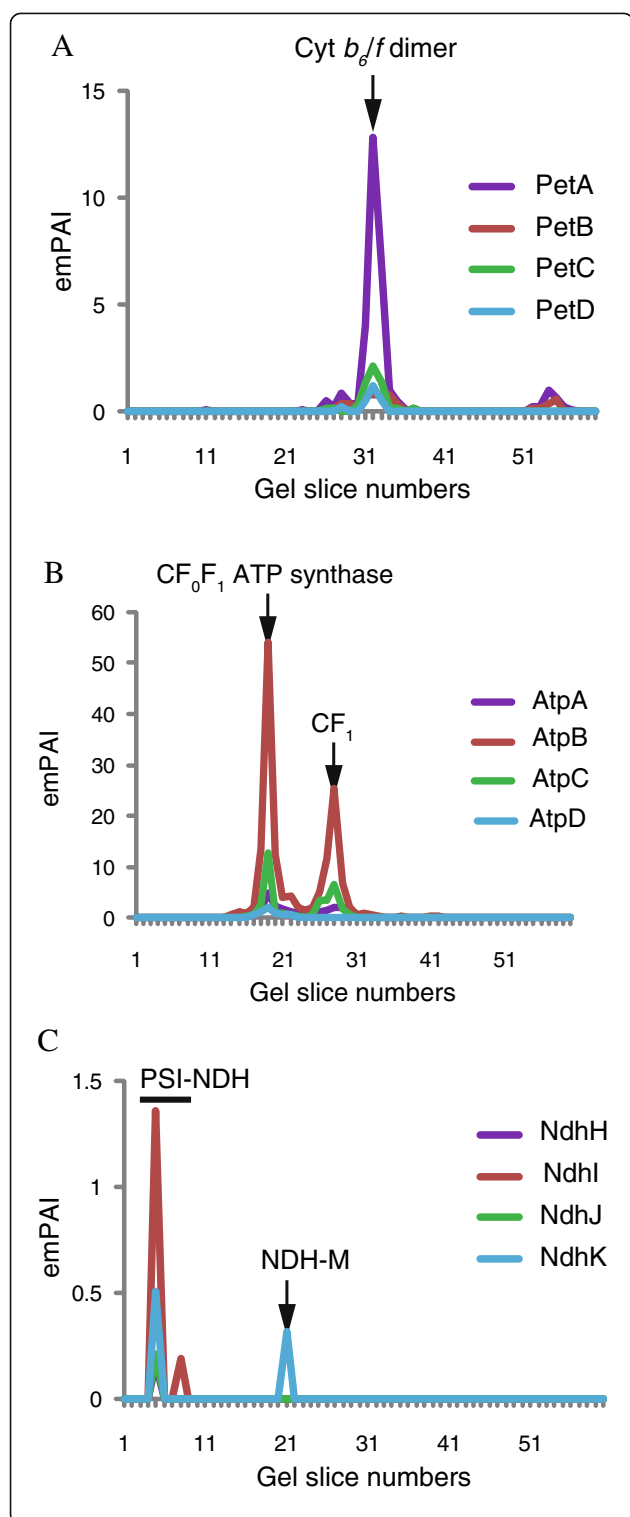 A
Cyt b6/f dimer
15
10
5
0
emPAI
PetA
PetB
PetC
PetD
1 11 21 31 41 51
Gel slice numbers
B
CF0F1 ATP synthase
CF1
60
50
40
30
20
10
0
emPAI
AtpA
AtpB
AtpC
AtpD
1 11 21 31 41 51
Gel slice numbers
C
PSI-NDH
NDH-M
1.5
1
0.5
0
emPAI
NdhH
NdhI
NdhJ
NdhK
1 11 21 31 41 51
Gel slice numbers